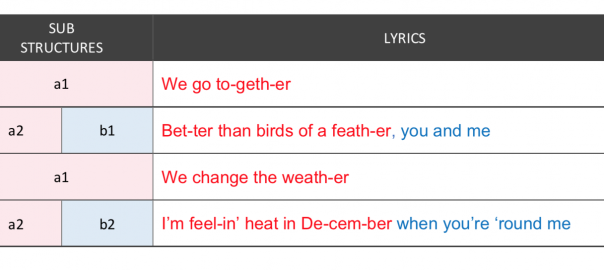 SUB
STRUCTURES
LYRICS
a1
We go to-geth-er
a2
b1
Bet-ter than birds of a feath-er, you and me
a1
We change the weath-er
a2
b2
I’m feel-in’ heat in De-cem-ber when you’re ‘round me